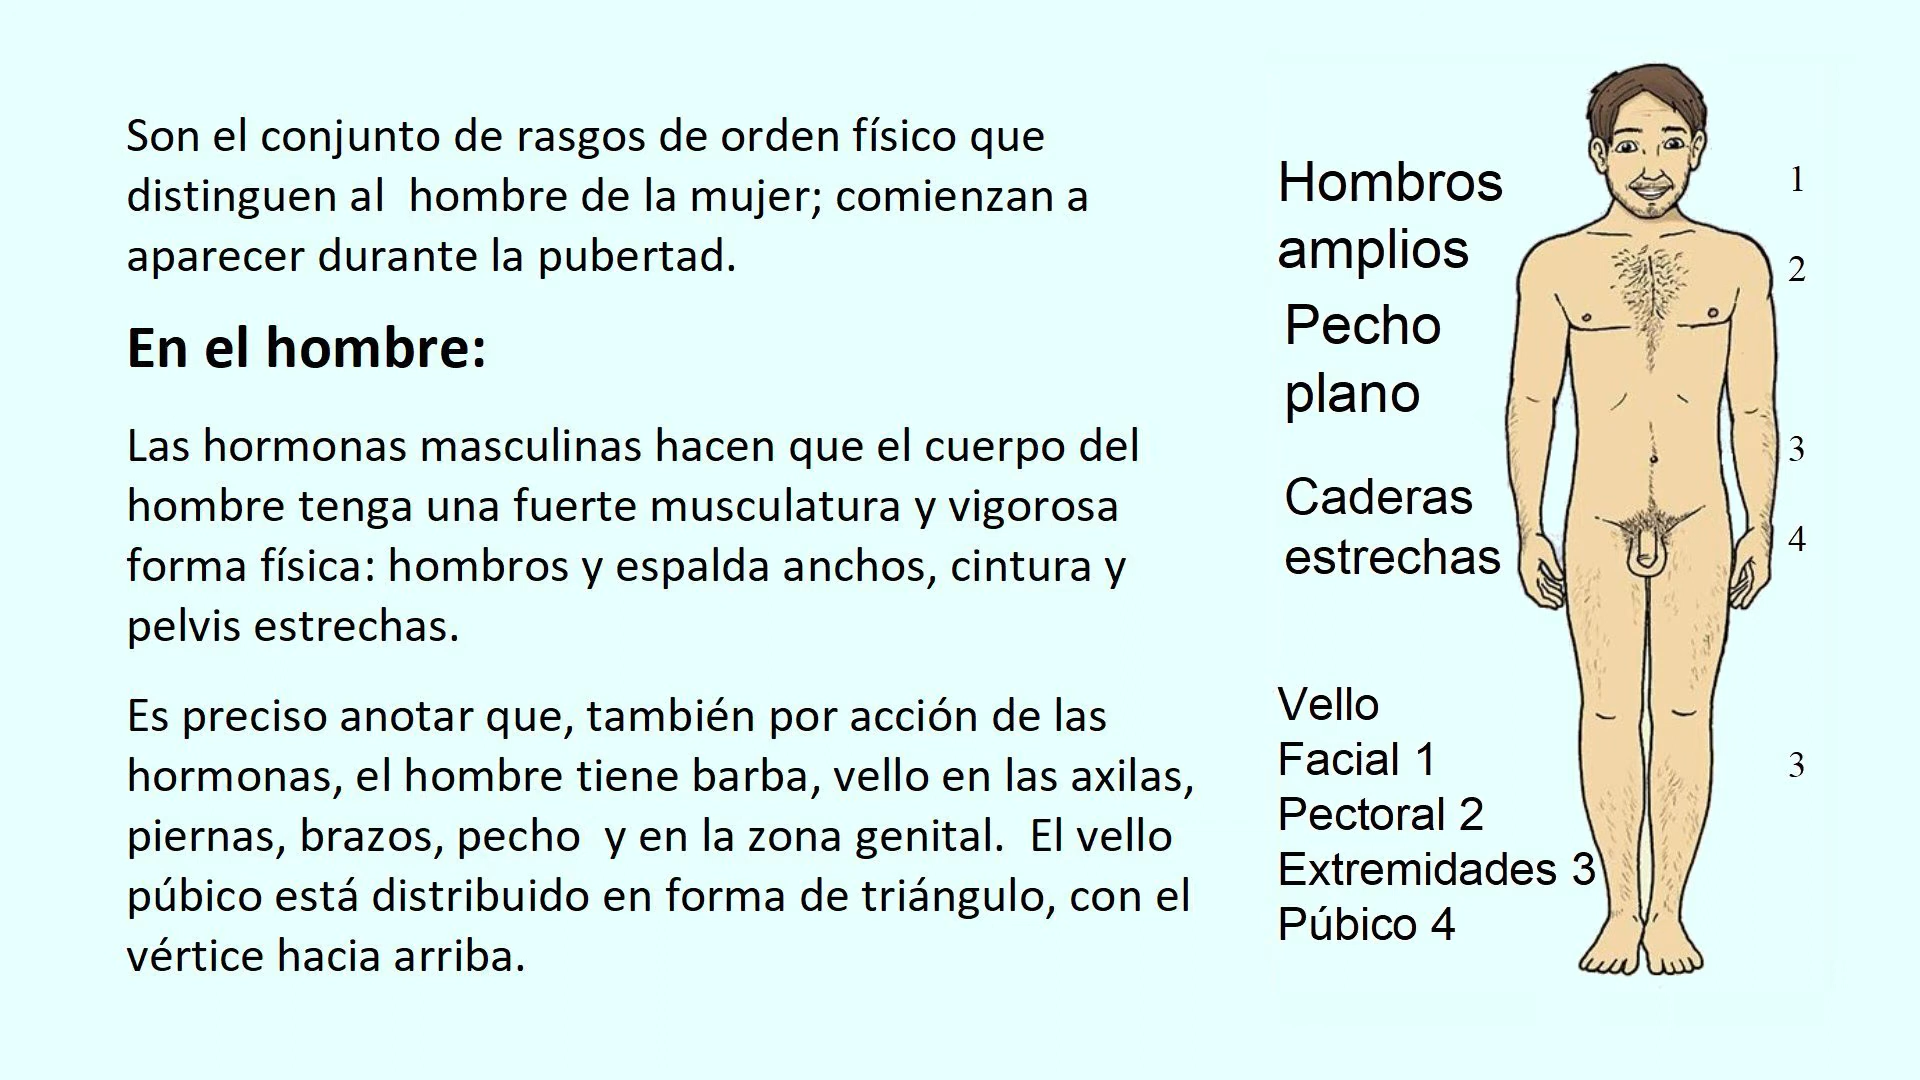 Son el conjunto de rasgos de orden físico que
distinguen al  hombre de la mujer; comienzan a
aparecer durante la pubertad.
En el hombre:
Las hormonas masculinas hacen que el cuerpo del
hombre tenga una fuerte musculatura y vigorosa
forma física: hombros y espalda anchos, cintura y
pelvis estrechas.
Es preciso anotar que, también por acción de las
hormonas, el hombre tiene barba, vello en las axilas,
piernas, brazos, pecho  y en la zona genital.  El vello
púbico está distribuido en forma de triángulo, con el
vértice hacia arriba.
Hombros
amplios
Pecho
plano
Caderas
estrechas
Vello
Facial 1
Pectoral 2
Extremidades 3
Púbico 4
1
2
3
4
3